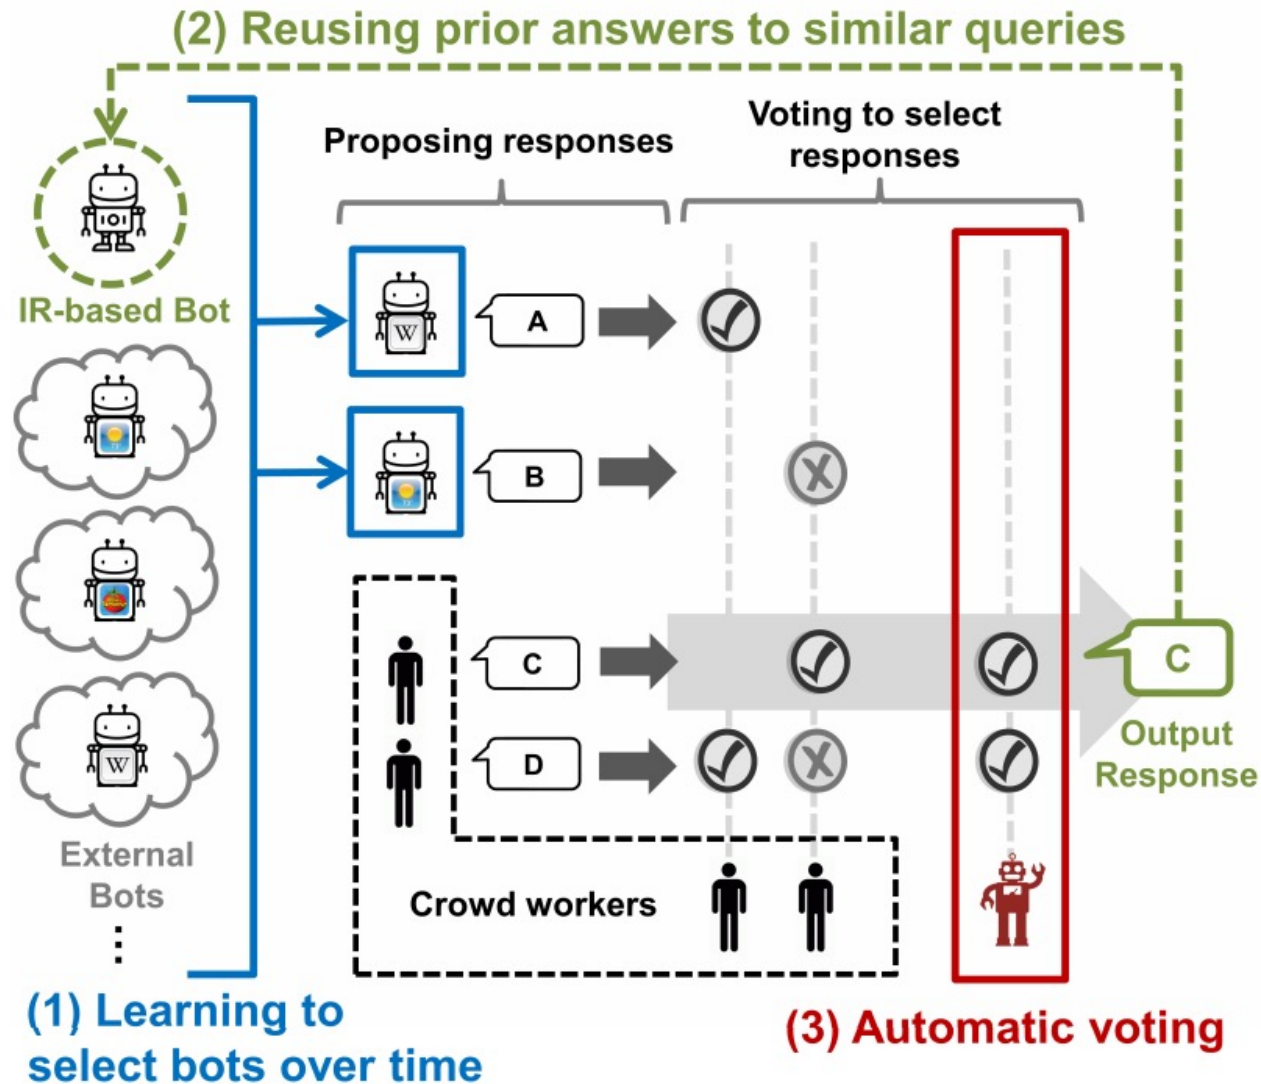 (2) Reusing prior answers to similar queries
Proposing responses
Voting to select
responses
IR-based Bot
W
A
B
C
D
C
Output
Response
W
External
Bots
Crowd workers
(1) Learning to
select bots over time
(3) Automatic voting